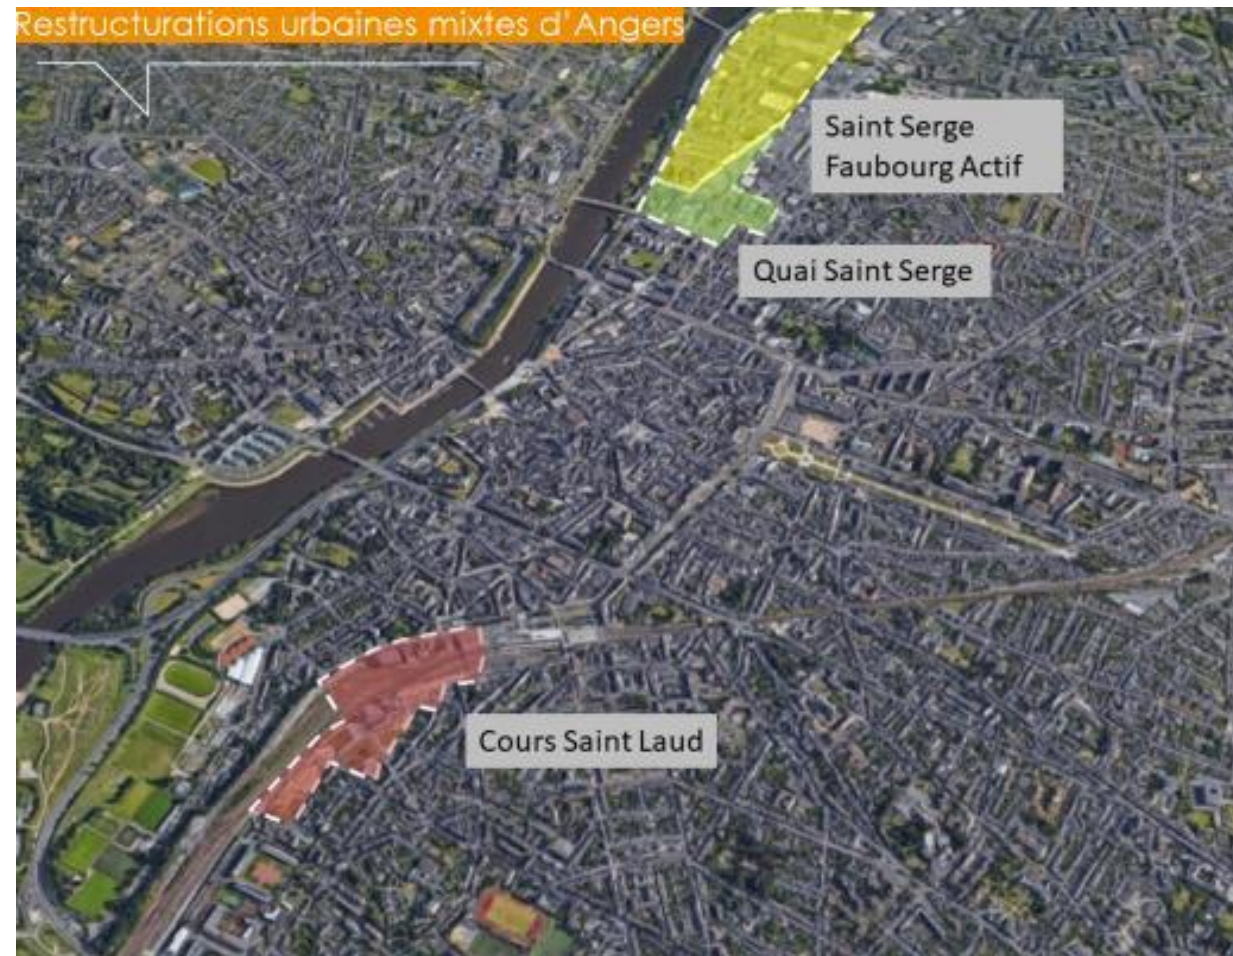 Restructurations urbaines mixtes d'Angers
Saint Serge
Faubourg Actif
Quai Saint Serge
Cours Saint Laud